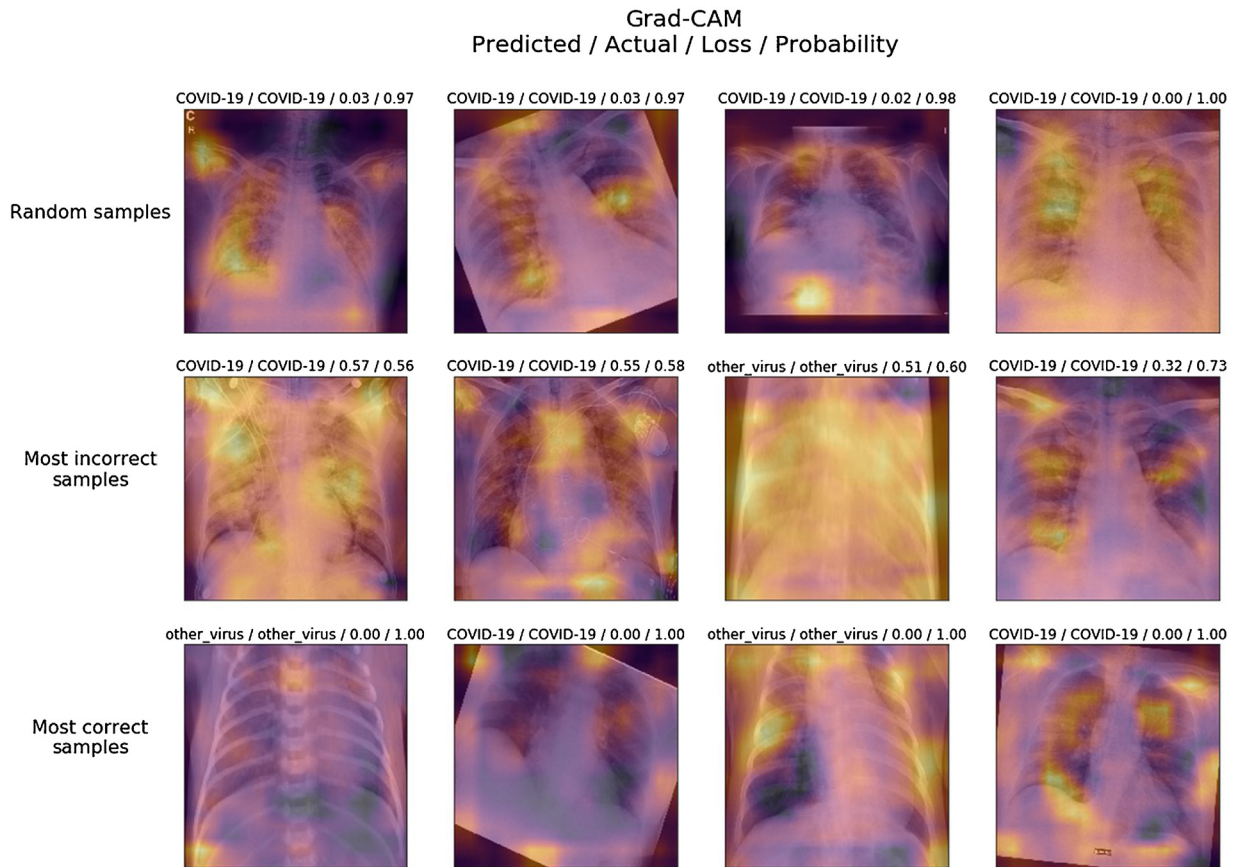 Grad-CAM
Predicted / Actual / Loss / Probability
COVID-19 / COVID-19 / 0.03 / 0.97
COVID-19 / COVID-19 / 0.03 / 0.97
COVID-19 / COVID-19 / 0.02 / 0.98
COVID-19 / COVID-19 / 0.00 / 1.00
C
R
Random samples
COVID-19 / COVID-19 / 0.57 / 0.56
COVID-19 / COVID-19 / 0.55 / 0.58
other_virus / other_virus / 0.51 / 0.60
COVID-19 / COVID-19 / 0.32 / 0.73
Most incorrect
samples
other_virus / other_virus / 0.00 / 1.00
COVID-19 / COVID-19 / 0.00 / 1.00
other_virus / other_virus / 0.00 / 1.00
COVID-19 / COVID-19 / 0.00 / 1.00
Most correct
samples